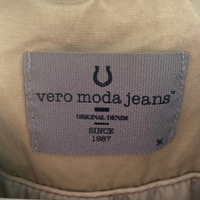 vero moda jeans™
ORIGINAL DENIM
SINCE
1987